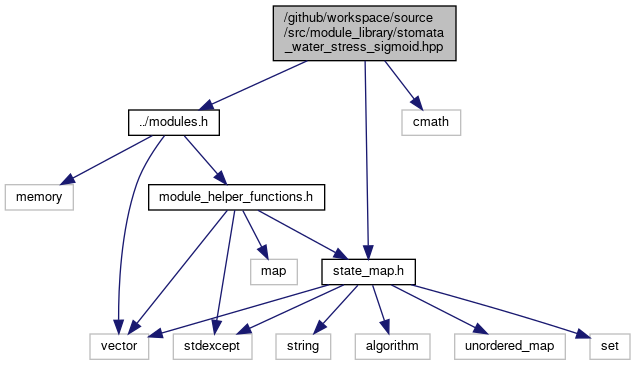 /github/workspace/source
/src/module_library/stomata
_water_stress_sigmoid.hpp
../modules.h
cmath
memory
module_helper_functions.h
map
state_map.h
vector
stdexcept
string
algorithm
unordered_map
set